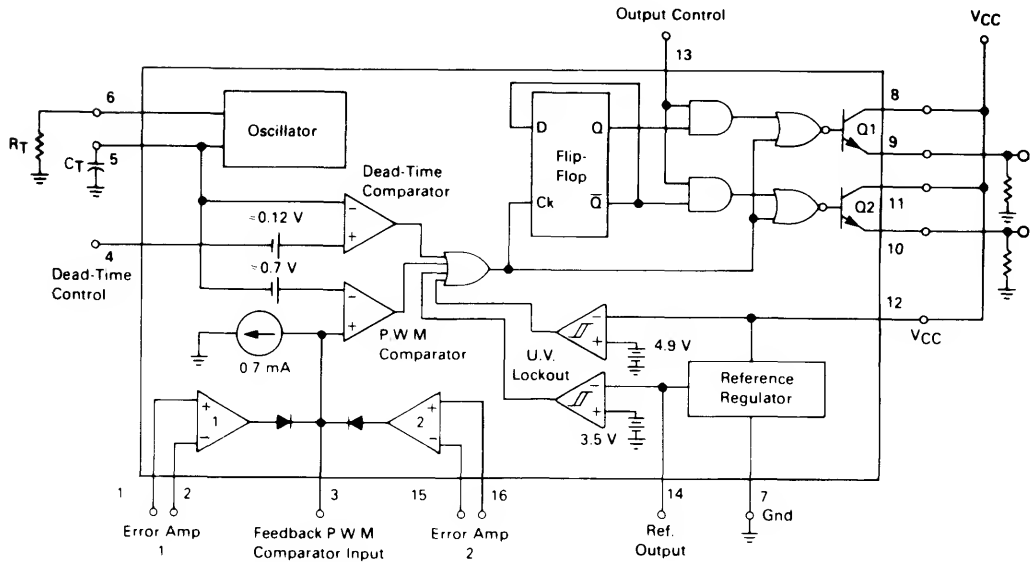 Output Control
VCC
13
6
8
Oscillator
D
Q
Q1
RT
5
9
CT
Flip-
Flop
Dead-Time
Comparator
−
Ck
Q̅
Q2
11
≈0.12 V
+
4
10
Dead-Time
Control
≈0.7 V
−
12
+
P.W.M
Comparator
−
VCC
+
4.9 V
0.7 mA
U.V.
Lockout
−
Reference
Regulator
+
+
+
1
2
3.5 V
−
−
1
2
3
15
16
14
7
Gnd
Error Amp
1
Feedback P W M
Comparator Input
Error Amp
2
Ref.
Output